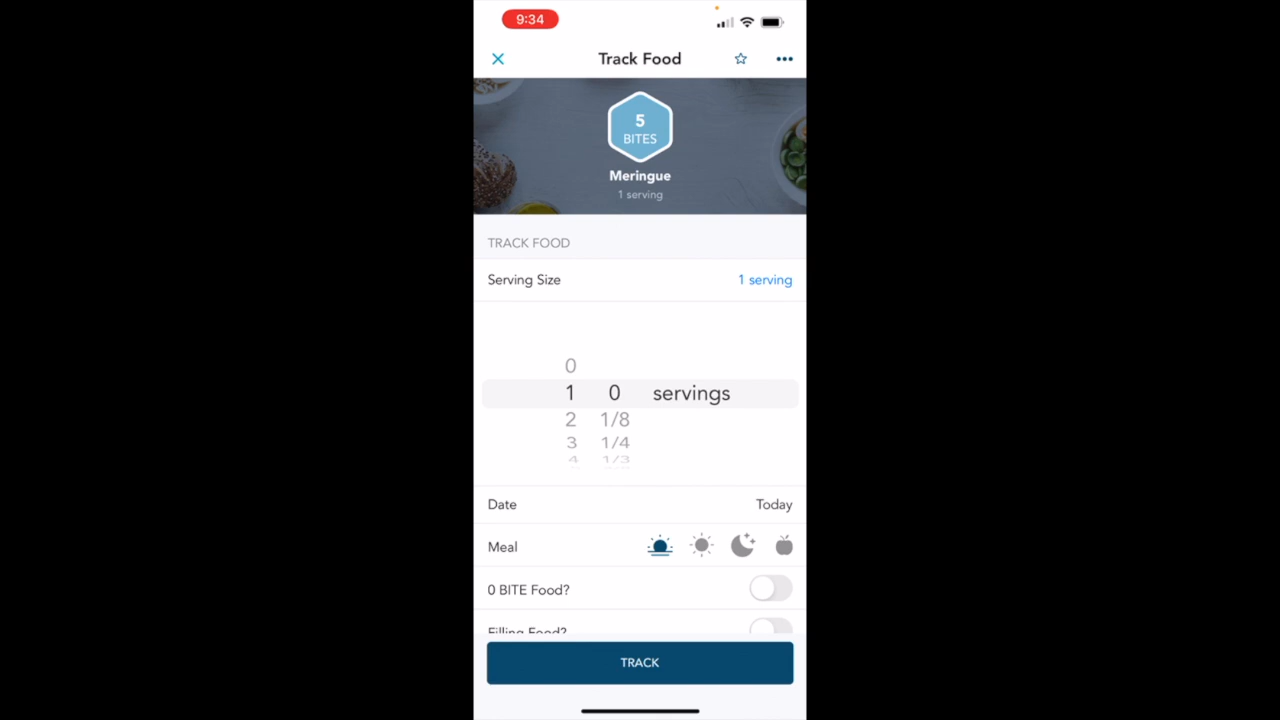 9:34
Track Food
5
BITES
Meringue
1 serving
TRACK FOOD
Serving Size 1 serving
0
1 0 servings
2 1/8
3 1/4
4 1/3
Date Today
Meal
0 BITE Food?
Filling Food?
TRACK